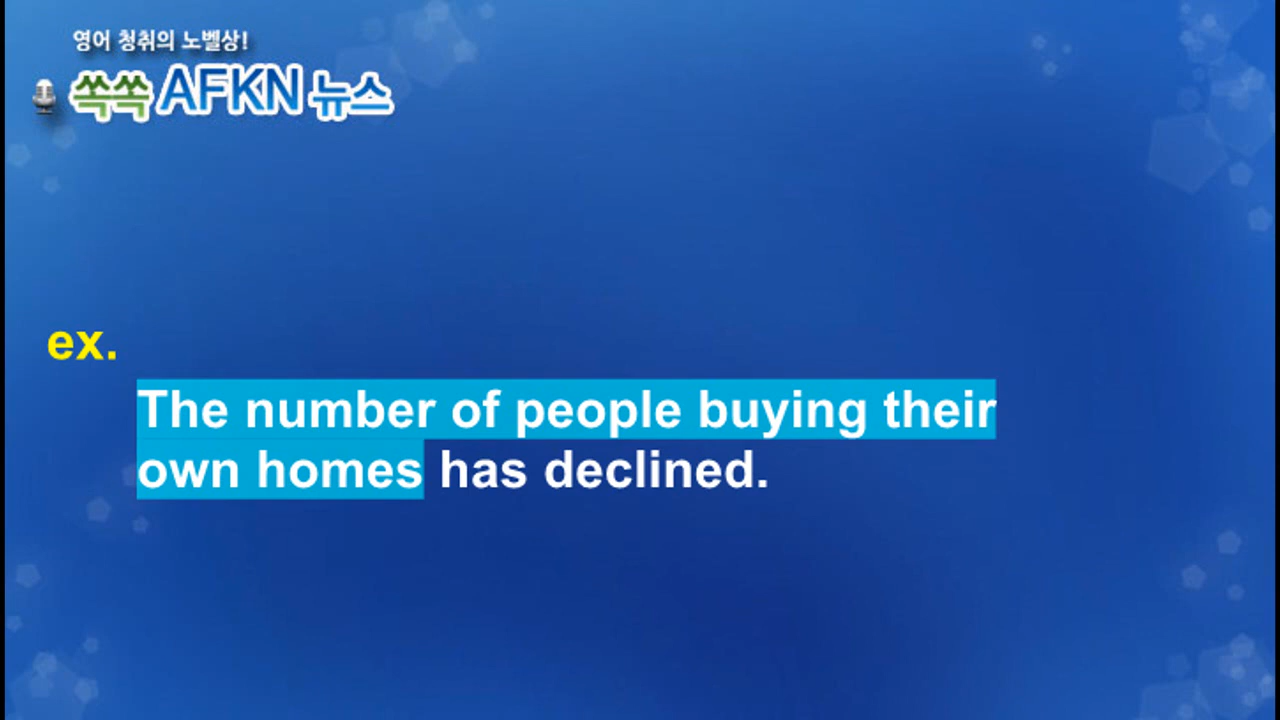 영어 청취의 노벨상!
쏙쏙 AFKN 뉴스
ex.
The number of people buying their
own homes has declined.